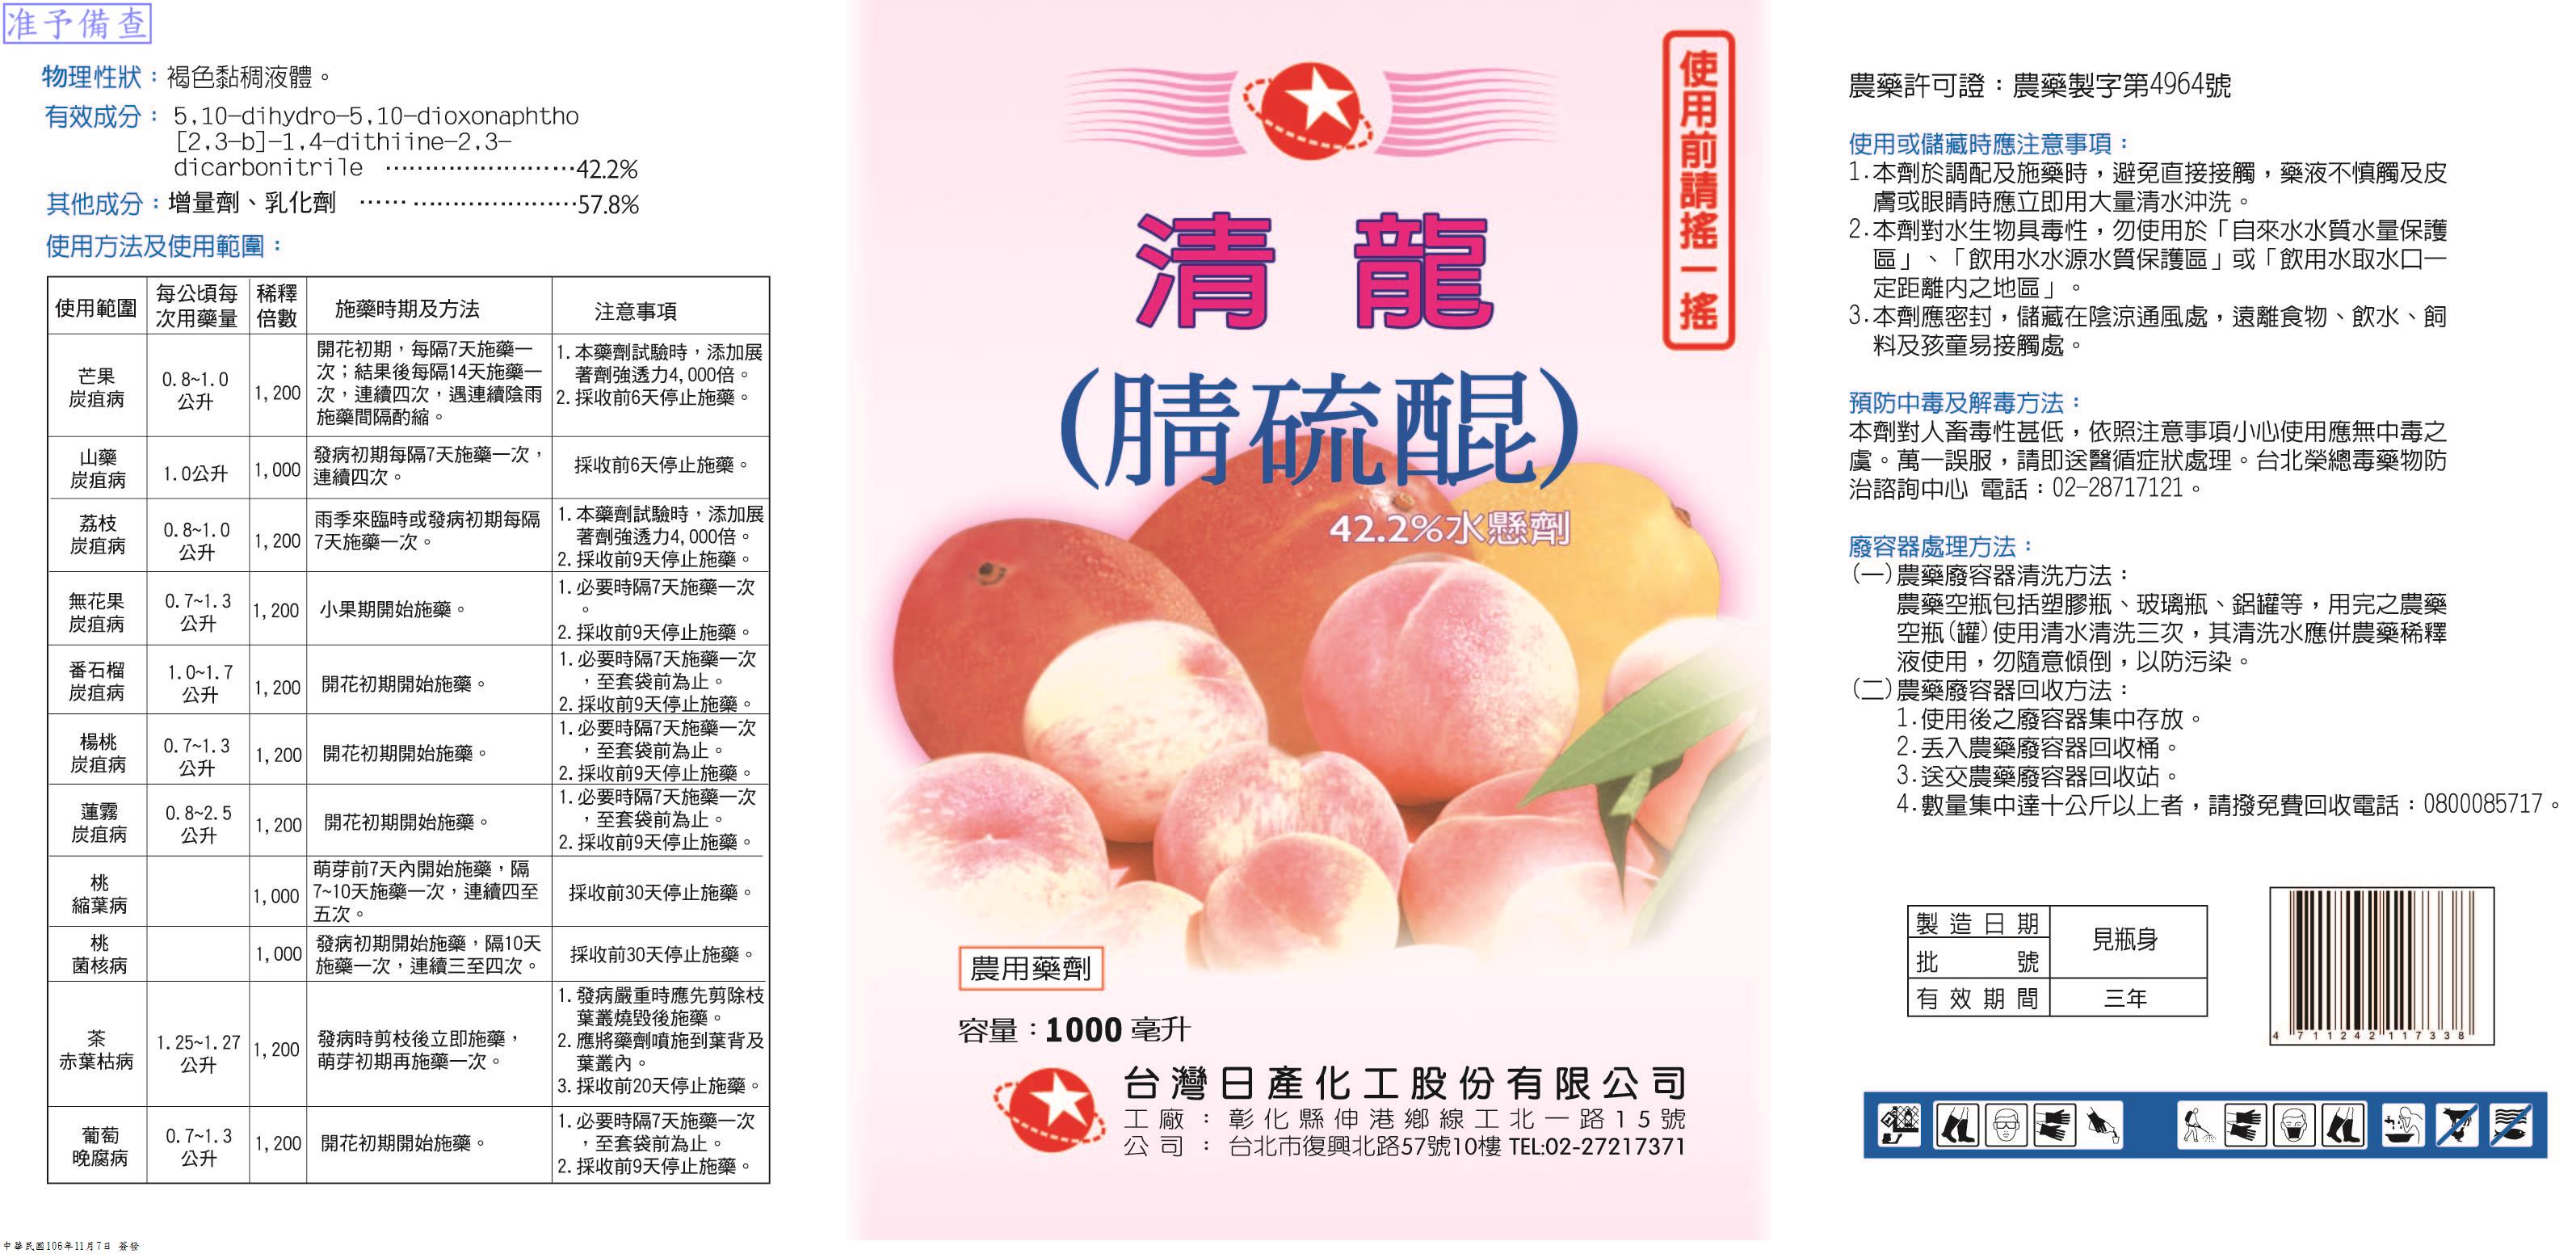 准予備查
物理性狀：褐色黏稠液體。
有效成分：5,10-dihydro-5,10-dioxonaphtho
[2,3-b]-1,4-dithiine-2,3-
dicarbonitrile ……………………42.2%
其他成分：增量劑、乳化劑 …… …………………57.8%
使用方法及使用範圍：
使用範圍 每公頃每次用藥量 稀釋倍數 施藥時期及方法 注意事項
芒果
炭疽病
0.8~1.0
公升
1,200
開花初期，每隔7天施藥一
次；結果後每隔14天施藥一
次，連續四次，遇連續陰雨
施藥間隔酌縮。
1.本藥劑試驗時，添加展
著劑強透力4,000倍。
2.採收前6天停止施藥。
山藥
炭疽病
1.0公升
1,000
發病初期每隔7天施藥一次，
連續四次。
採收前6天停止施藥。
荔枝
炭疽病
0.8~1.0
公升
1,200
雨季來臨時或發病初期每隔
7天施藥一次。
1.本藥劑試驗時，添加展
著劑強透力4,000倍。
2.採收前9天停止施藥。
無花果
炭疽病
0.7~1.3
公升
1,200
小果期開始施藥。
1.必要時隔7天施藥一次
。
2.採收前9天停止施藥。
番石榴
炭疽病
1.0~1.7
公升
1,200
開花初期開始施藥。
1.必要時隔7天施藥一次
，至套袋前為止。
2.採收前9天停止施藥。
楊桃
炭疽病
0.7~1.3
公升
1,200
開花初期開始施藥。
1.必要時隔7天施藥一次
，至套袋前為止。
2.採收前9天停止施藥。
蓮霧
炭疽病
0.8~2.5
公升
1,200
開花初期開始施藥。
1.必要時隔7天施藥一次
，至套袋前為止。
2.採收前9天停止施藥。
桃
縮葉病
1,000
萌芽前7天內開始施藥，隔
7~10天施藥一次，連續四至
五次。
採收前30天停止施藥。
桃
菌核病
1,000
發病初期開始施藥，隔10天
施藥一次，連續三至四次。
採收前30天停止施藥。
茶
赤葉枯病
1.25~1.27
公升
1,200
發病時剪枝後立即施藥，
萌芽初期再施藥一次。
1.發病嚴重時應先剪除枝
葉叢燒毀後施藥。
2.應將藥劑噴施到葉背及
葉叢內。
3.採收前20天停止施藥。
葡萄
晚腐病
0.7~1.3
公升
1,200
開花初期開始施藥。
1.必要時隔7天施藥一次
，至套袋前為止。
2.採收前9天停止施藥。
中華民國106年11月7日 簽發
使用前請搖一搖
清龍
(腈硫醌)
42.2%水懸劑
農用藥劑
容量：1000毫升
台灣日產化工股份有限公司
工廠：彰化縣伸港鄉線工北一路15號
公司：台北市復興北路57號10樓 TEL:02-27217371
農藥許可證：農藥製字第4964號
使用或儲藏時應注意事項：
1.本劑於調配及施藥時，避免直接接觸，藥液不慎觸及皮
膚或眼睛時應立即用大量清水沖洗。
2.本劑對水生物具毒性，勿使用於「自來水水質水量保護
區」、「飲用水水源水質保護區」或「飲用水取水口一
定距離內之地區」。
3.本劑應密封，儲藏在陰涼通風處，遠離食物、飲水、飼
料及孩童易接觸處。
預防中毒及解毒方法：
本劑對人畜毒性甚低，依照注意事項小心使用應無中毒之
虞。萬一誤服，請即送醫循症狀處理。台北榮總毒藥物防
治諮詢中心 電話：02-28717121。
廢容器處理方法：
(一)農藥廢容器清洗方法：
農藥空瓶包括塑膠瓶、玻璃瓶、鋁罐等，用完之農藥
空瓶(罐)使用清水清洗三次，其清洗水應併農藥稀釋
液使用，勿隨意傾倒，以防污染。
(二)農藥廢容器回收方法：
1.使用後之廢容器集中存放。
2.丟入農藥廢容器回收桶。
3.送交農藥廢容器回收站。
4.數量集中達十公斤以上者，請撥免費回收電話：0800085717。
製造日期
批號
見瓶身
有效期間 三年
4 711242 117338